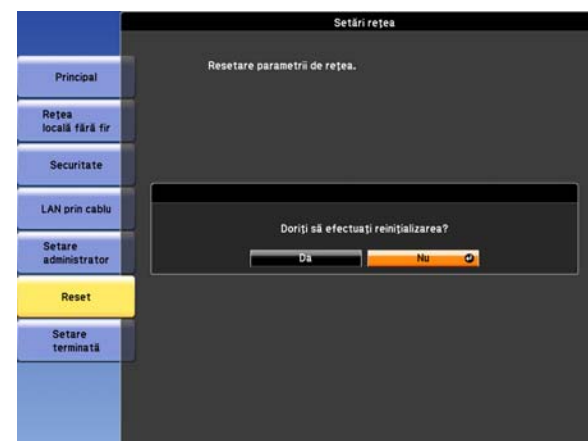 Setări rețea
Resetare parametrii de rețea.
Principal
Rețea
locală fără fir
Securitate
LAN prin cablu
Setare
administrator
Reset
Setare
terminată
Doriți să efectuați reinițializarea?
Da
Nu